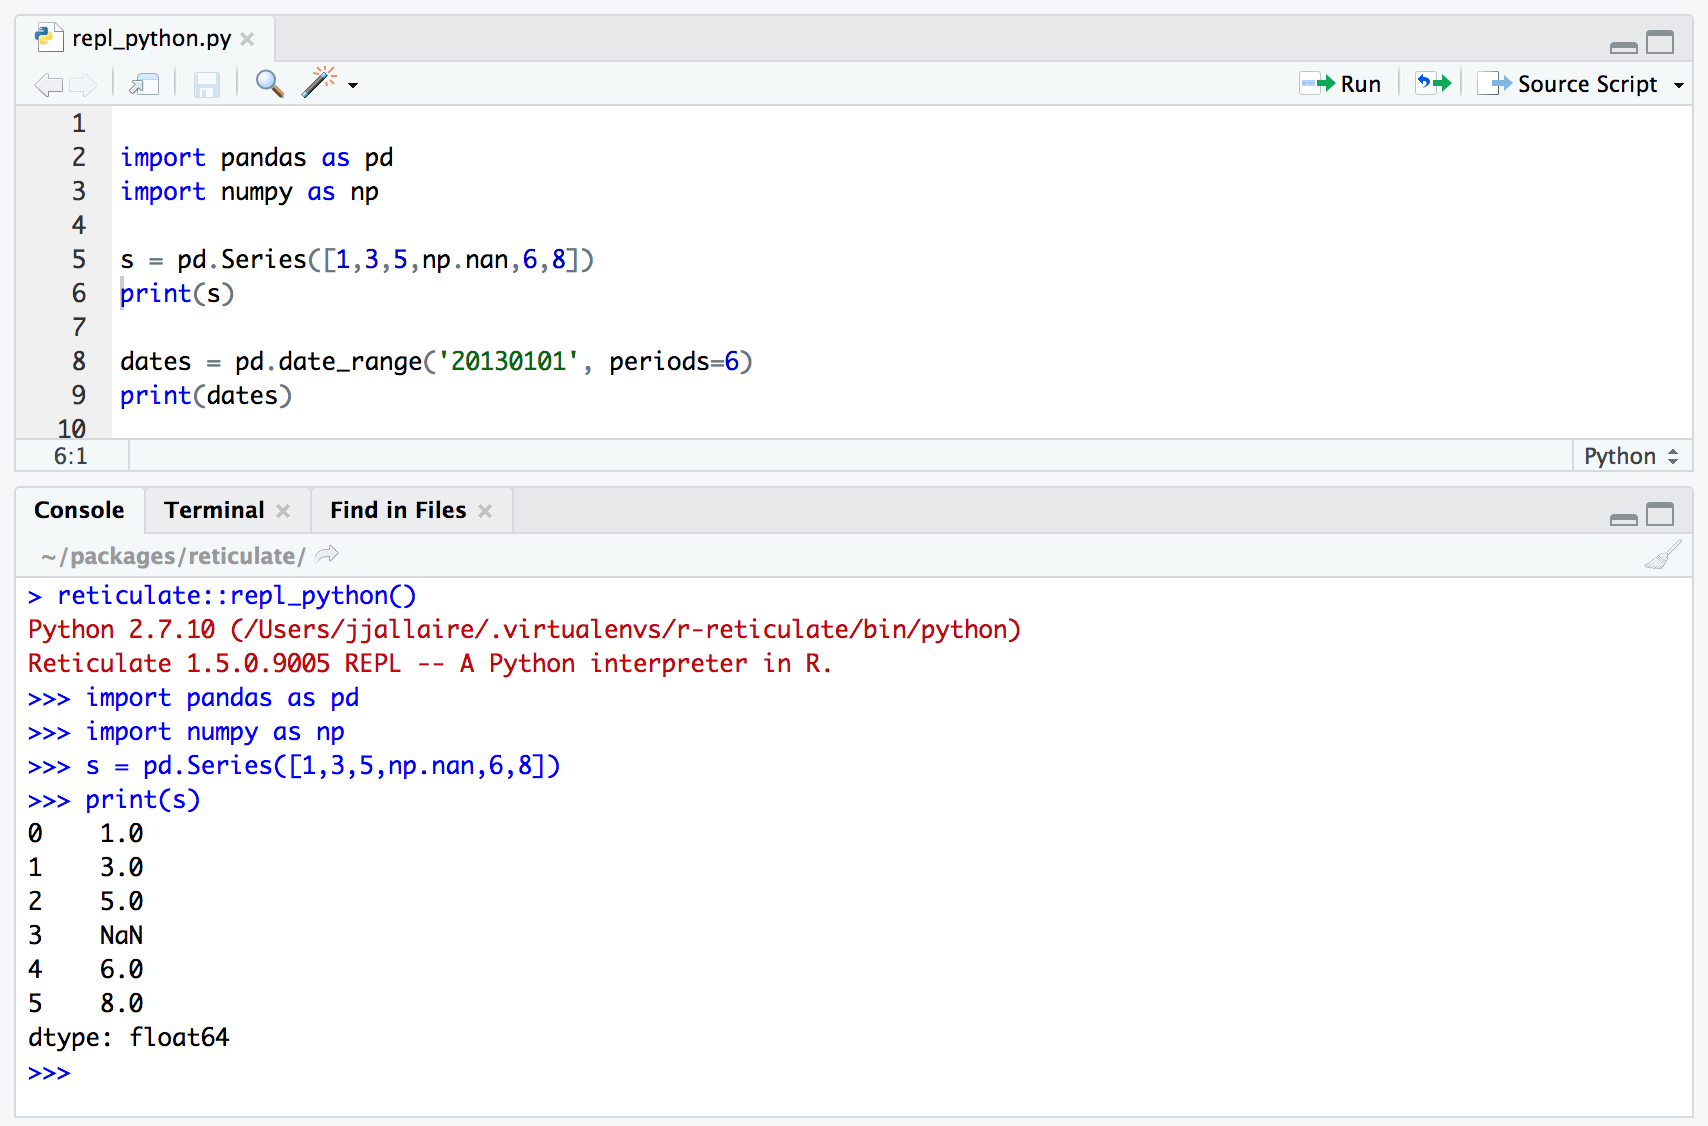 repl_python.py
Run Source Script
1
2 import pandas as pd
3 import numpy as np
4
5 s = pd.Series([1,3,5,np.nan,6,8])
6 print(s)
7
8 dates = pd.date_range('20130101', periods=6)
9 print(dates)
10
6:1 Python
Console Terminal Find in Files
~/packages/reticulate/
> reticulate::repl_python()
Python 2.7.10 (/Users/jjallaire/.virtualenvs/r-reticulate/bin/python)
Reticulate 1.5.0.9005 REPL -- A Python interpreter in R.
>>> import pandas as pd
>>> import numpy as np
>>> s = pd.Series([1,3,5,np.nan,6,8])
>>> print(s)
0    1.0
1    3.0
2    5.0
3    NaN
4    6.0
5    8.0
dtype: float64
>>>